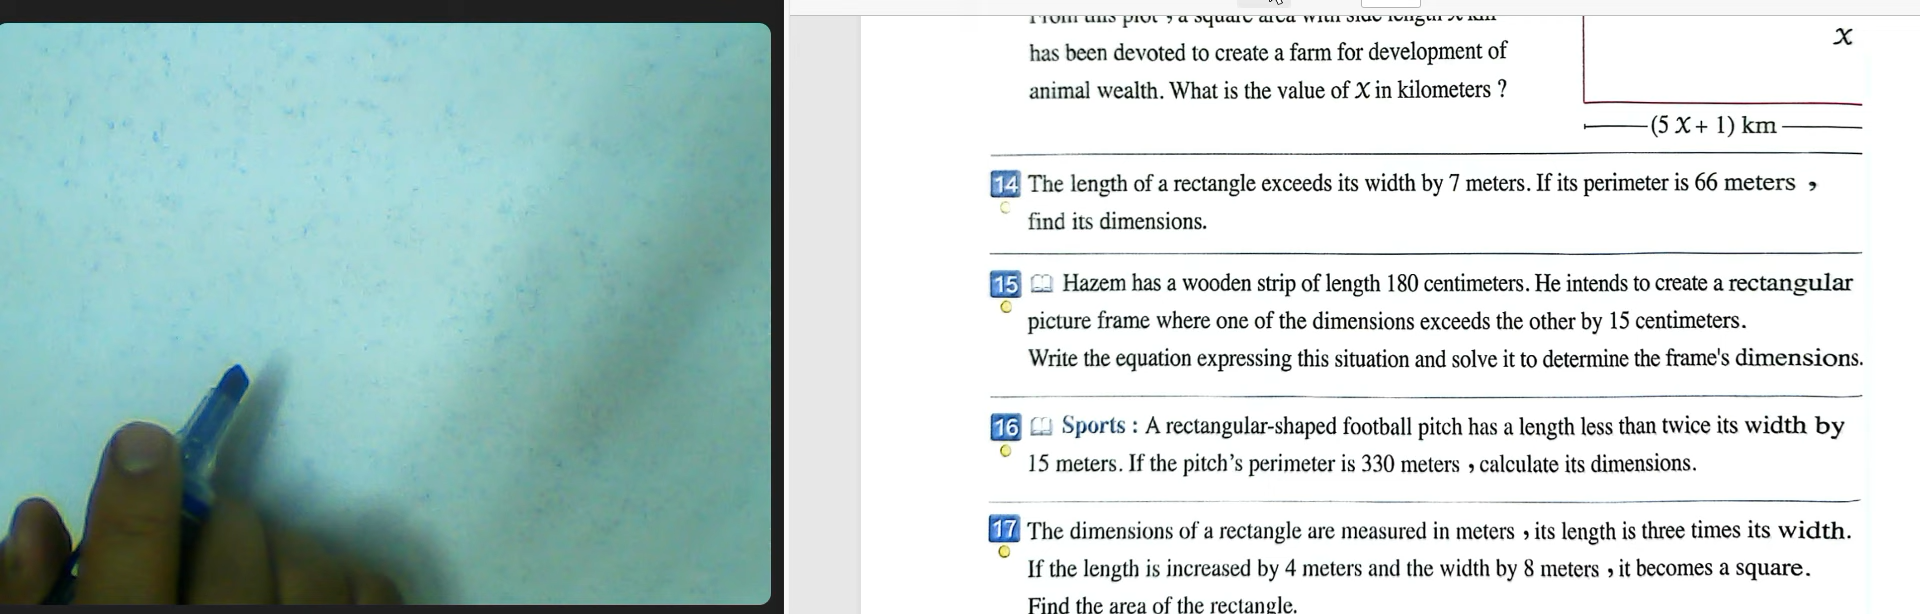 has been devoted to create a farm for development of
animal wealth. What is the value of X in kilometers ?
x
(5 X + 1) km
14 The length of a rectangle exceeds its width by 7 meters. If its perimeter is 66 meters ,
find its dimensions.
15 Hazem has a wooden strip of length 180 centimeters. He intends to create a rectangular
picture frame where one of the dimensions exceeds the other by 15 centimeters.
Write the equation expressing this situation and solve it to determine the frame's dimensions.
16 Sports : A rectangular-shaped football pitch has a length less than twice its width by
15 meters. If the pitch's perimeter is 330 meters , calculate its dimensions.
17 The dimensions of a rectangle are measured in meters , its length is three times its width.
If the length is increased by 4 meters and the width by 8 meters , it becomes a square.
Find the area of the rectangle.